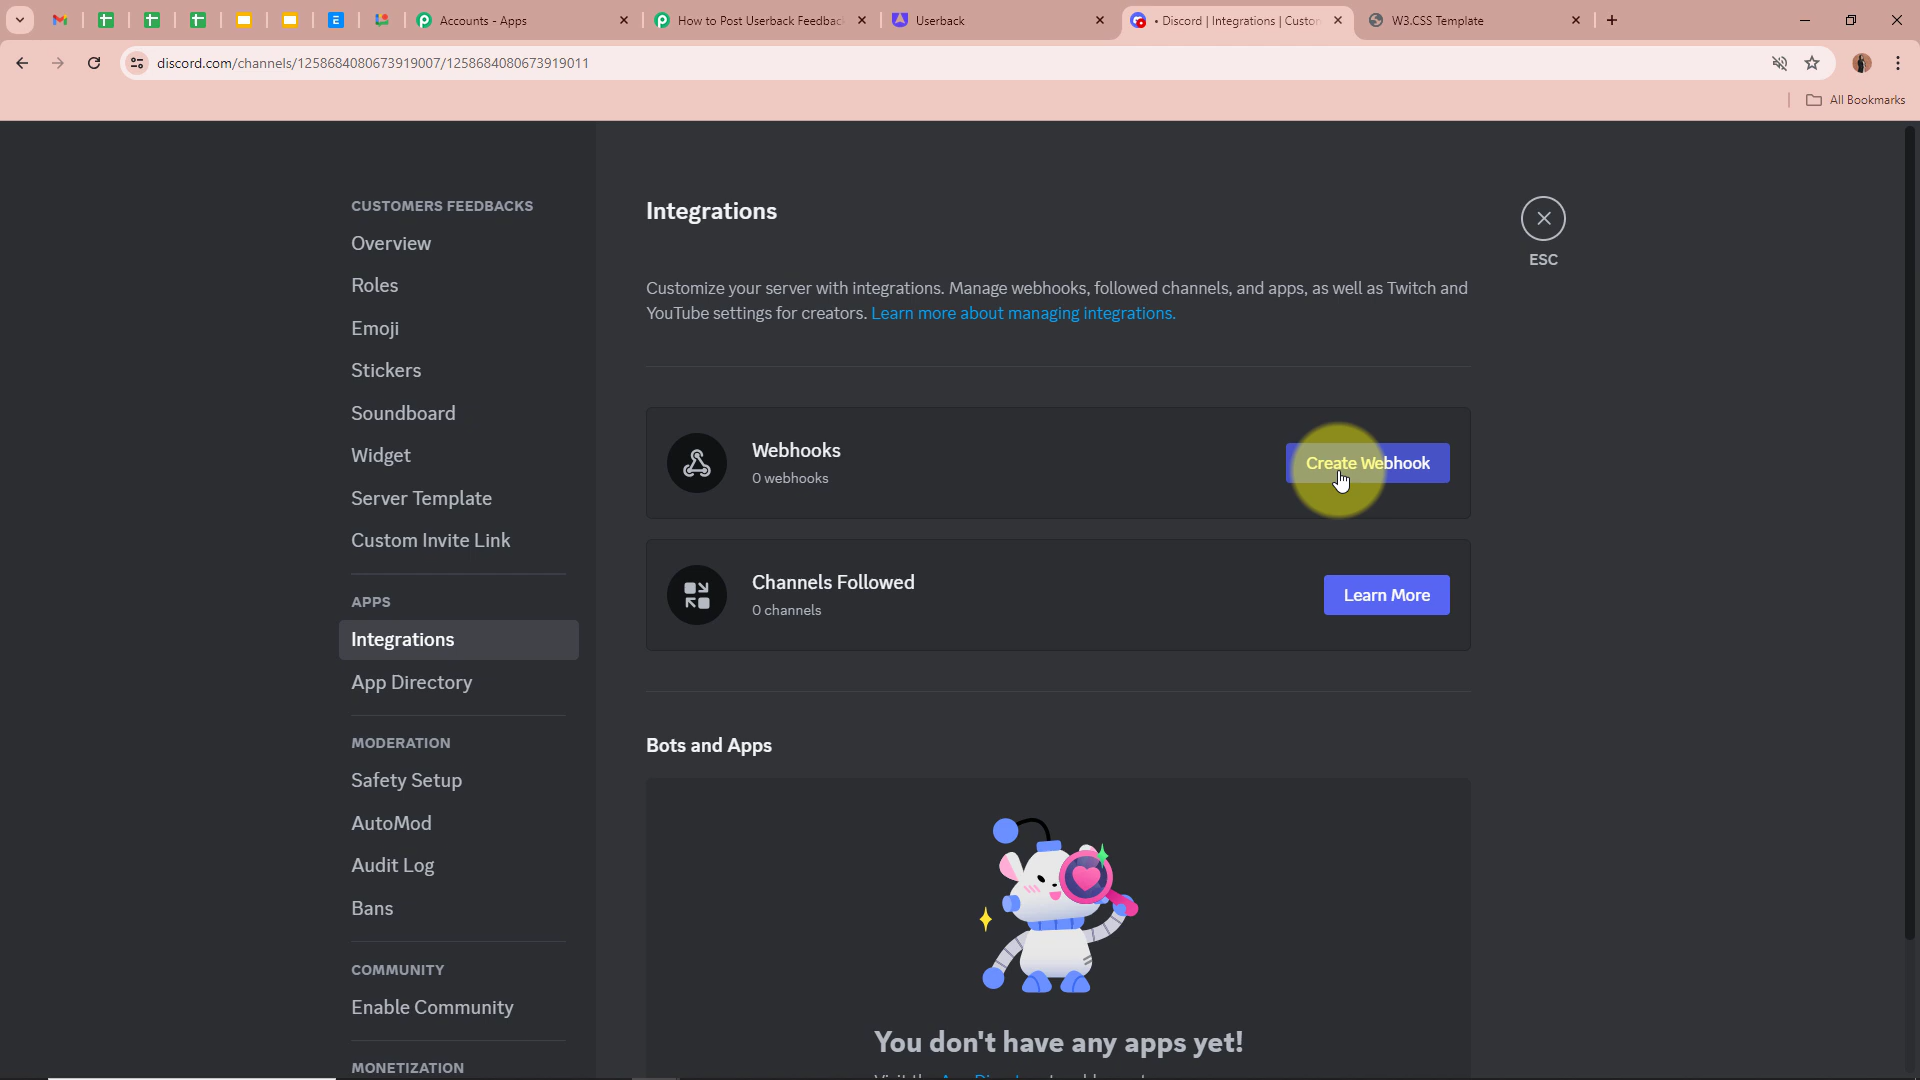 Accounts - Apps
How to Post Userback Feedbac
Userback
• Discord | Integrations | Custon
W3.CSS Template
discord.com/channels/1258684080673919007/1258684080673919011
All Bookmarks
CUSTOMERS FEEDBACKS
Overview
Roles
Emoji
Stickers
Soundboard
Widget
Server Template
Custom Invite Link
APPS
Integrations
App Directory
MODERATION
Safety Setup
AutoMod
Audit Log
Bans
COMMUNITY
Enable Community
MONETIZATION
Integrations
ESC
Customize your server with integrations. Manage webhooks, followed channels, and apps, as well as Twitch and
YouTube settings for creators. Learn more about managing integrations.
Webhooks
0 webhooks
Create Webhook
Channels Followed
0 channels
Learn More
Bots and Apps
You don't have any apps yet!